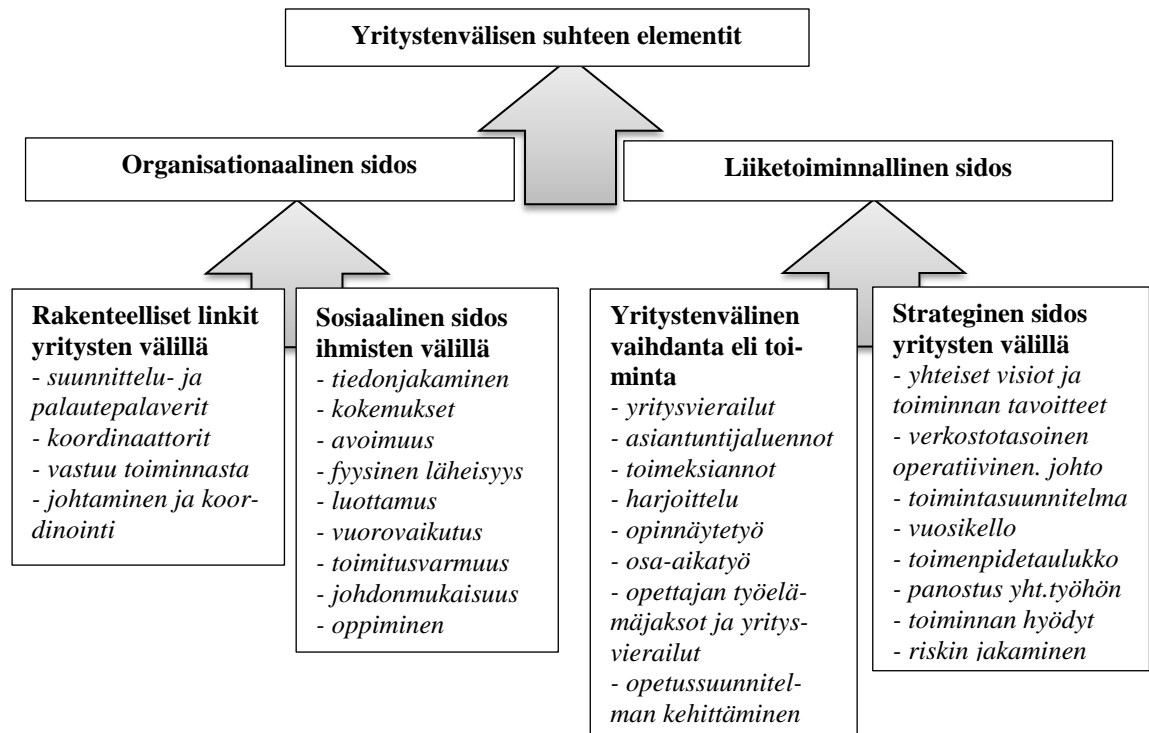 Yritystenvälisen suhteen elementit
Organisationaalinen sidos
Liiketoiminnallinen sidos
Rakenteelliset linkit
yritysten välillä
- suunnittelu- ja
palautepalaverit
- koordinaattorit
- vastuu toiminnasta
- johtaminen ja koor-
dinointi
Sosiaalinen sidos
ihmisten välillä
- tiedonjakaminen
- kokemukset
- avoimuus
- fyysinen läheisyys
- luottamus
- vuorovaikutus
- toimitusvarmuus
- johdonmukaisuus
- oppiminen
Yritystenvälinen
vaihdanta eli toi-
minta
- yritysvierailut
- asiantuntijaluennot
- toimeksiannot
- harjoittelu
- opinnäytetyö
- osa-aikatyö
- opettajan työelä-
mäjaksot ja yritys-
vierailut
- opetussuunnitel-
man kehittäminen
Strateginen sidos
yritysten välillä
- yhteiset visiot ja
toiminnan tavoitteet
- verkostotasoinen
operatiivinen. johto
- toimintasuunnitelma
- vuosikello
- toimenpidetaulukko
- panostus yht.työhön
- toiminnan hyödyt
- riskin jakaminen